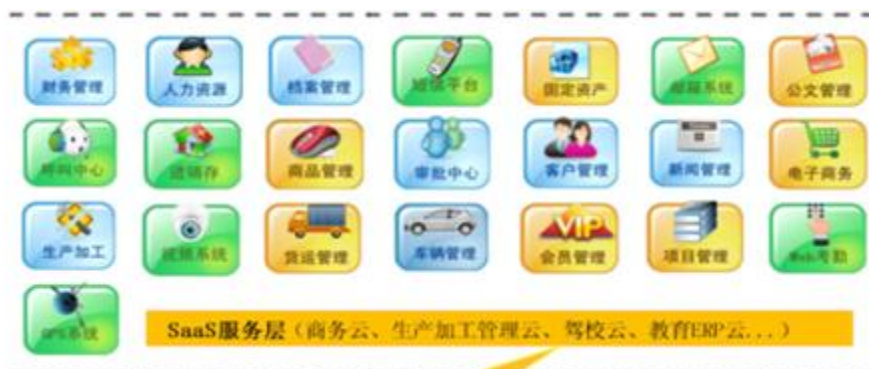 财务管理
人力资源
档案管理
短信平台
固定资产
邮箱系统
公文管理
呼叫中心
进销存
商品管理
审批中心
客户管理
新闻管理
电子商务
生产加工
视频系统
货运管理
车辆管理
VIP
会员管理
项目管理
Web考勤
GPS系统
SaaS服务层（商务云、生产加工管理云、驾校云、教育ERP云...）